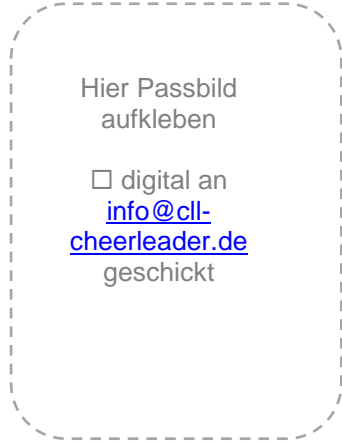 Hier Passbild
aufkleben
☐ digital an
info@cll-
cheerleader.de
geschickt